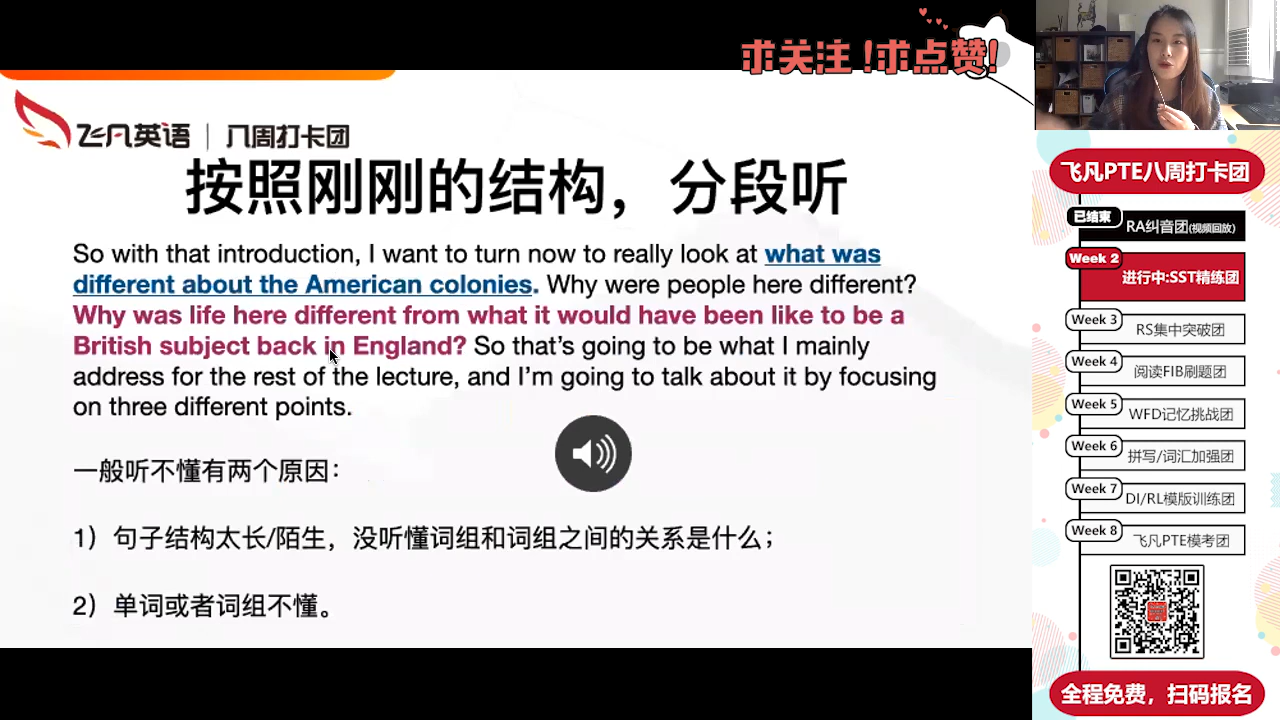 求关注!求点赞!
飞凡英语 | 八周打卡团
按照刚刚的结构，分段听
So with that introduction, I want to turn now to really look at what was
different about the American colonies. Why were people here different?
Why was life here different from what it would have been like to be a
British subject back in England? So that's going to be what I mainly
address for the rest of the lecture, and I'm going to talk about it by focusing
on three different points.
一般听不懂有两个原因：
1）句子结构太长/陌生，没听懂词组和词组之间的关系是什么；
2）单词或者词组不懂。
飞凡PTE八周打卡团
已结束
RA纠音团(视频回放)
Week 2
进行中:SST精练团
Week 3
RS集中突破团
Week 4
阅读FIB刷题团
Week 5
WFD记忆挑战团
Week 6
拼写/词汇加强团
Week 7
DI/RL模版训练团
Week 8
飞凡PTE模考团
全程免费，扫码报名